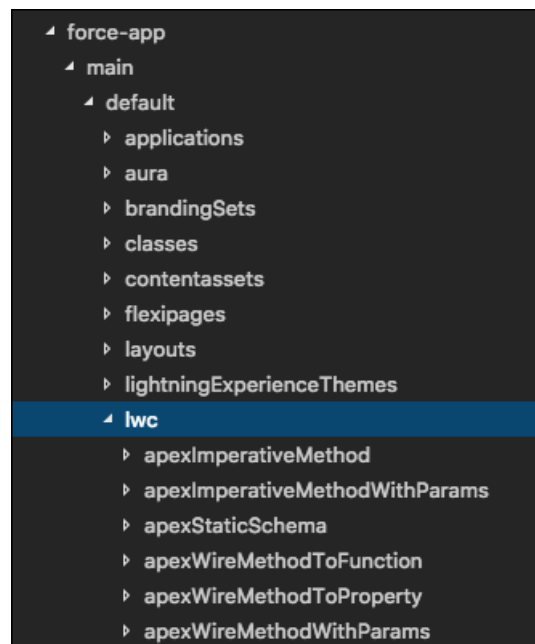 force-app
main
default
applications
aura
brandingSets
classes
contentassets
flexipages
layouts
lightningExperienceThemes
lwc
apexImperativeMethod
apexImperativeMethodWithParams
apexStaticSchema
apexWireMethodToFunction
apexWireMethodToProperty
apexWireMethodWithParams